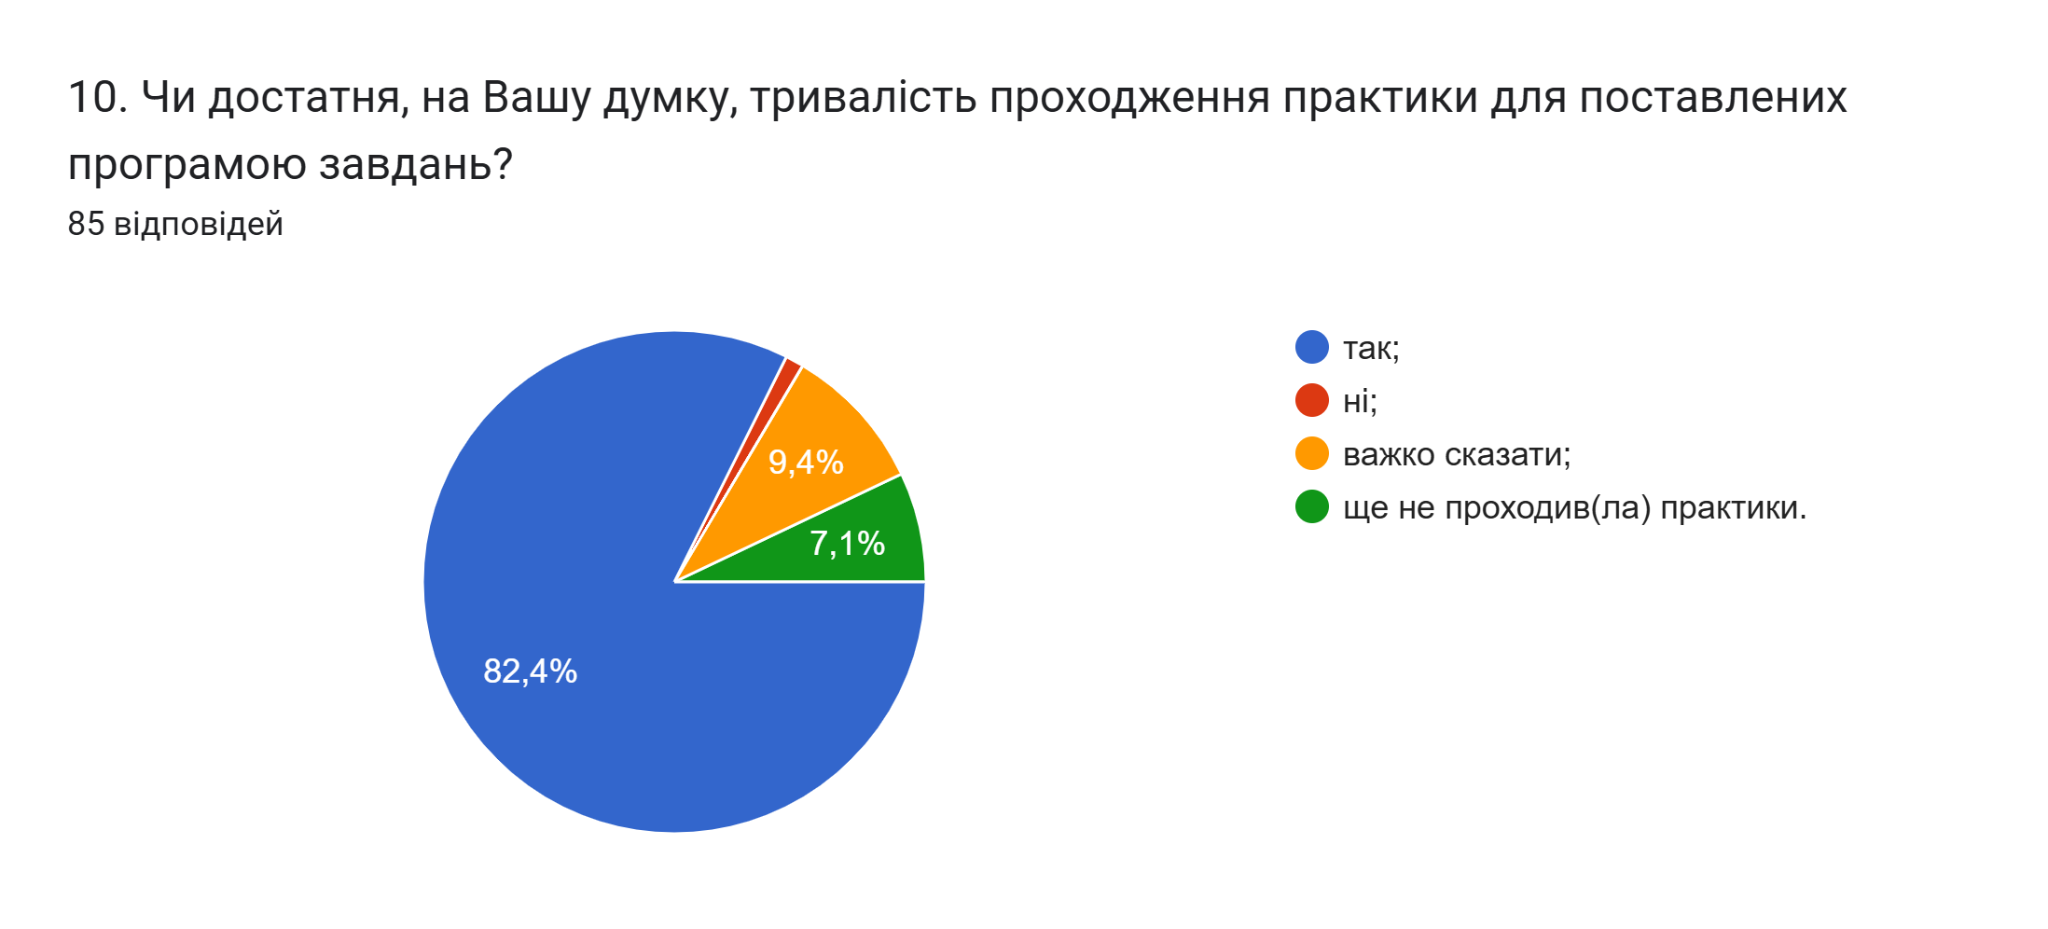 10. Чи достатня, на Вашу думку, тривалість проходження практики для поставлених
програмою завдань?
85 відповідей
так;
ні;
важко сказати;
ще не проходив(ла) практики.
9,4%
7,1%
82,4%